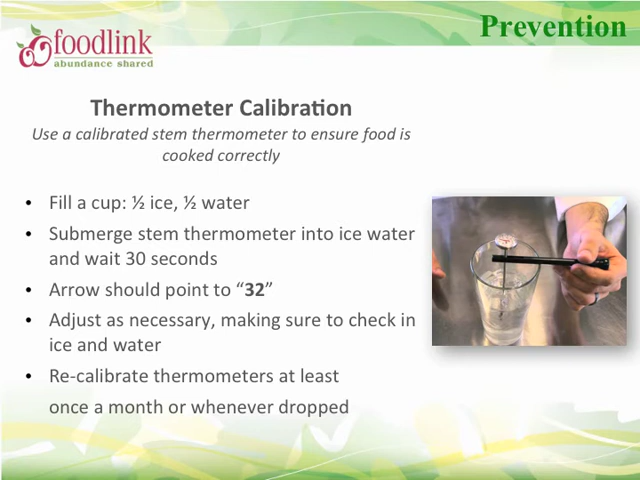 Prevention
foodlink
abundance shared
Thermometer Calibration
Use a calibrated stem thermometer to ensure food is
cooked correctly
• Fill a cup: ½ ice, ½ water
• Submerge stem thermometer into ice water
and wait 30 seconds
• Arrow should point to “32”
• Adjust as necessary, making sure to check in
ice and water
• Re-calibrate thermometers at least
once a month or whenever dropped